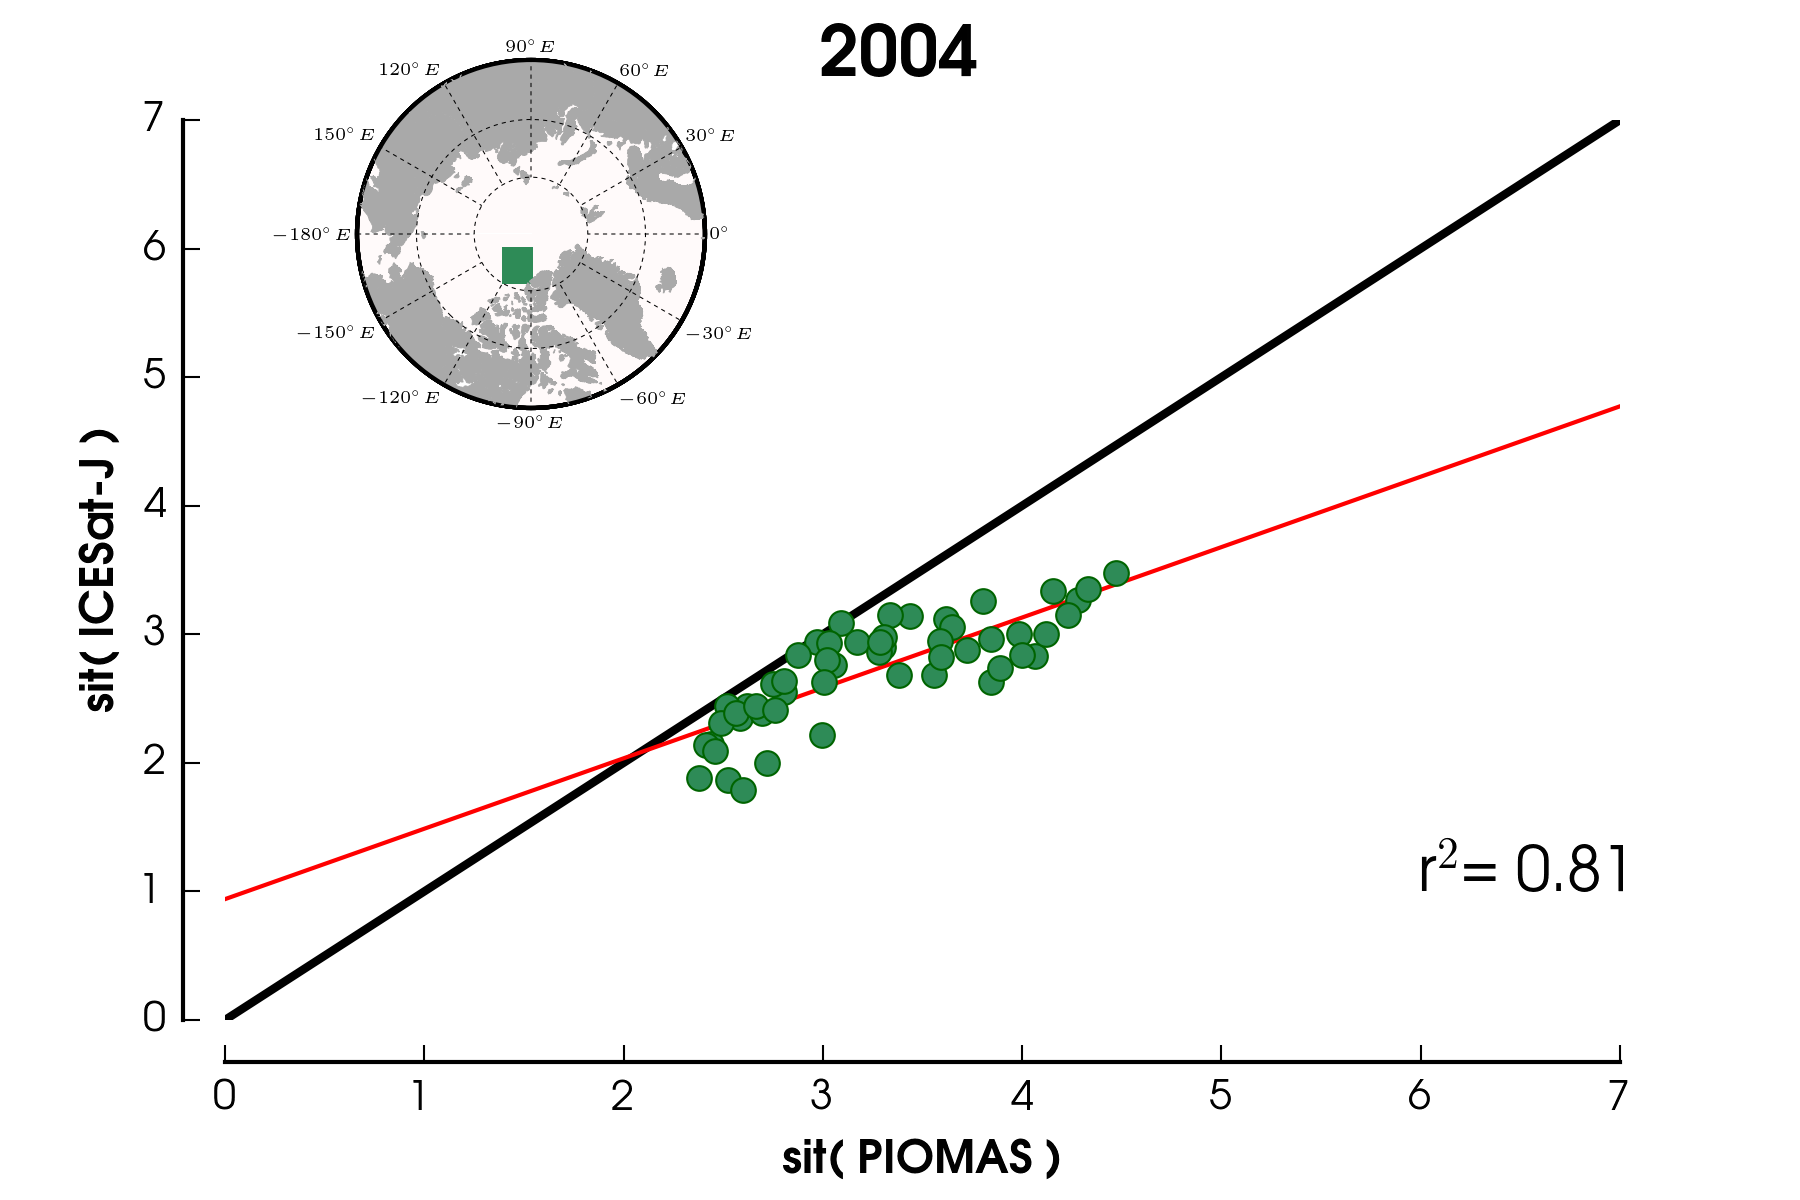 2004
90° E
120° E
60° E
150° E
30° E
−180° E
0°
−150° E
−30° E
−120° E
−60° E
−90° E
7
6
5
4
3
2
1
0
sit( ICESat-J )
r²= 0.81
0 1 2 3 4 5 6 7
sit( PIOMAS )